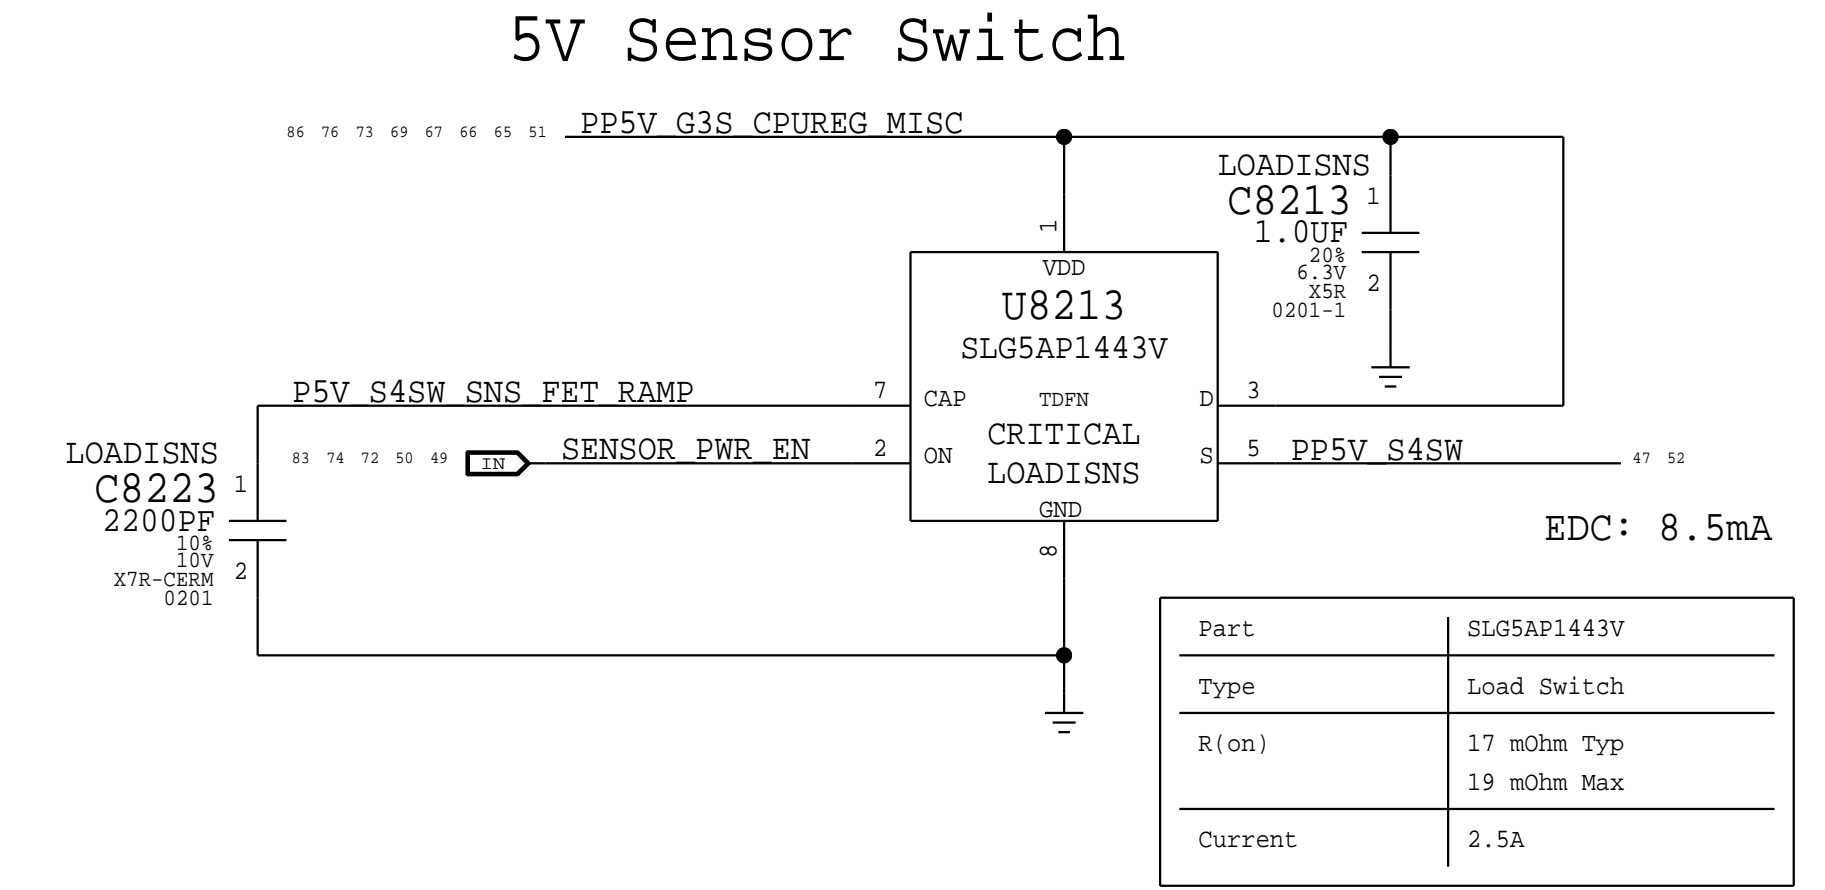 5V Sensor Switch
86 76 73 69 67 66 65 51 PP5V_G3S_CPUREG_MISC
LOADISNS
C8213 1
1.0UF
20%
6.3V
X5R
0201-1
2
1
VDD
U8213
SLG5AP1443V
P5V_S4SW_SNS_FET_RAMP 7 CAP TDFN D 3
CRITICAL
83 74 72 50 49 IN SENSOR_PWR_EN 2 ON S 5 PP5V_S4SW 47 52
LOADISNS
GND
8
LOADISNS
C8223 1
2200PF
10%
10V
X7R-CERM
0201
2
EDC: 8.5mA
Part SLG5AP1443V
Type Load Switch
R(on) 17 mOhm Typ
19 mOhm Max
Current 2.5A